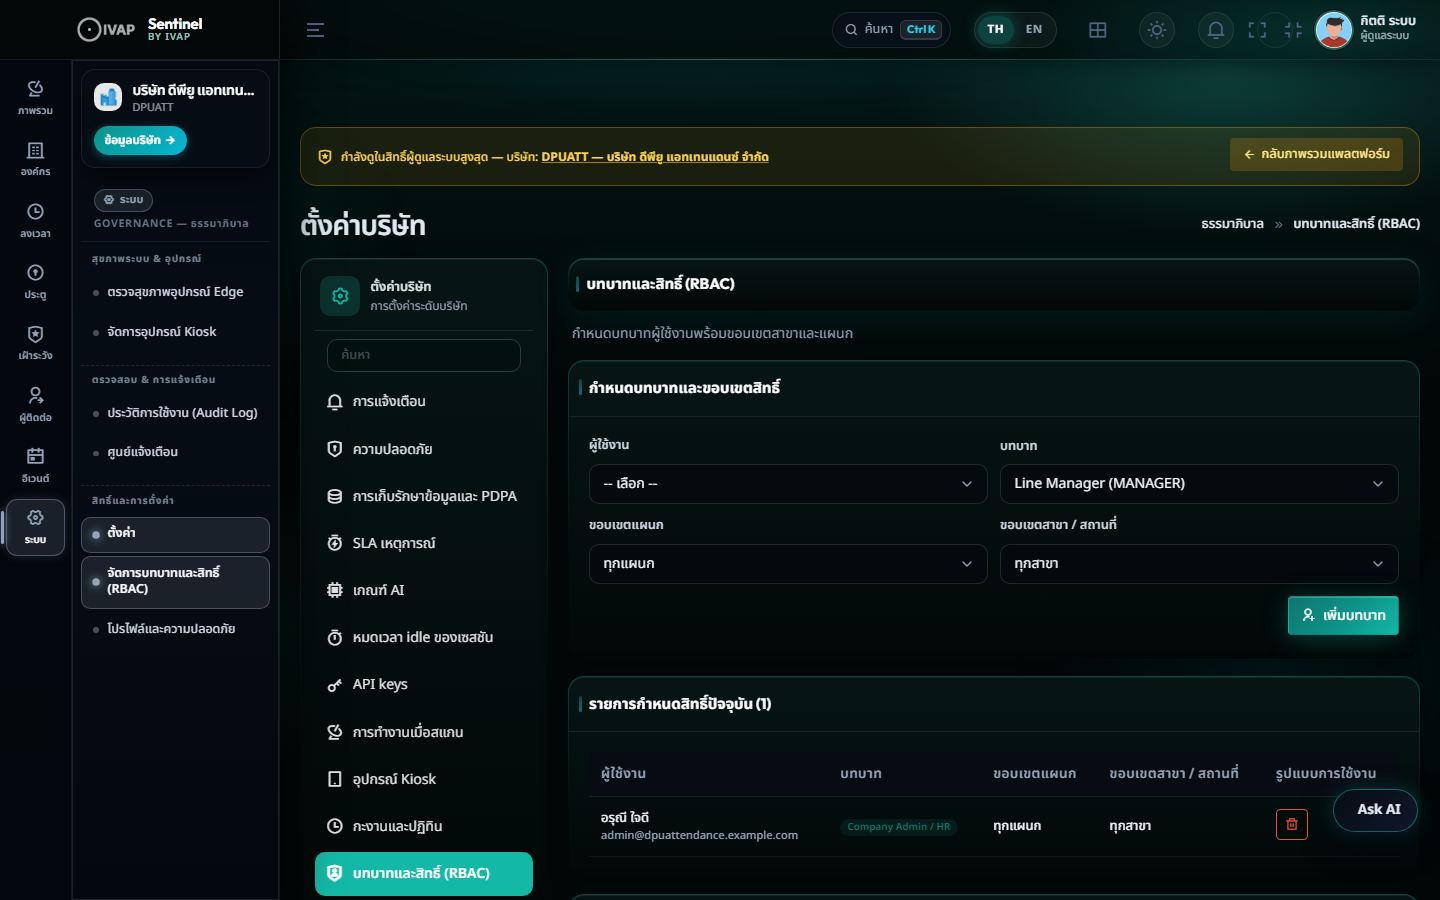 IVAP
Sentinel
BY IVAP
ค้นหา
Ctrl K
TH
EN
กิตติ ระบบ
ผู้ดูแลระบบ
ภาพรวม
องค์กร
ลงเวลา
ประตู
เฝ้าระวัง
ผู้ติดต่อ
อีเวนต์
ระบบ
บริษัท ดีพียู แอทเทน...
DPUATT
ข้อมูลบริษัท →
ระบบ
GOVERNANCE — ธรรมาภิบาล
สุขภาพระบบ & อุปกรณ์
ตรวจสุขภาพอุปกรณ์ Edge
จัดการอุปกรณ์ Kiosk
ตรวจสอบ & การแจ้งเตือน
ประวัติการใช้งาน (Audit Log)
ศูนย์แจ้งเตือน
สิทธิ์และการตั้งค่า
ตั้งค่า
จัดการบทบาทและสิทธิ์
(RBAC)
โปรไฟล์และความปลอดภัย
กำลังดูในสิทธิ์ผู้ดูแลระบบสูงสุด — บริษัท: DPUATT — บริษัท ดีพียู แอทเทนแดนซ์ จำกัด
← กลับภาพรวมแพลตฟอร์ม
ตั้งค่าบริษัท
ธรรมาภิบาล » บทบาทและสิทธิ์ (RBAC)
ตั้งค่าบริษัท
การตั้งค่าระดับบริษัท
ค้นหา
การแจ้งเตือน
ความปลอดภัย
การเก็บรักษาข้อมูลและ PDPA
SLA เหตุการณ์
เกณฑ์ AI
หมดเวลา idle ของเซสชัน
API keys
การทำงานเมื่อสแกน
อุปกรณ์ Kiosk
กะงานและปฏิทิน
บทบาทและสิทธิ์ (RBAC)
บทบาทและสิทธิ์ (RBAC)
กำหนดบทบาทผู้ใช้งานพร้อมขอบเขตสาขาและแผนก
กำหนดบทบาทและขอบเขตสิทธิ์
ผู้ใช้งาน
บทบาท
-- เลือก --
Line Manager (MANAGER)
ขอบเขตแผนก
ขอบเขตสาขา / สถานที่
ทุกแผนก
ทุกสาขา
เพิ่มบทบาท
รายการกำหนดสิทธิ์ปัจจุบัน (1)
ผู้ใช้งาน
บทบาท
ขอบเขตแผนก
ขอบเขตสาขา / สถานที่
รูปแบบการใช้งาน
อรุณี ใจดี
admin@dpuattendance.example.com
Company Admin / HR
ทุกแผนก
ทุกสาขา
Ask AI